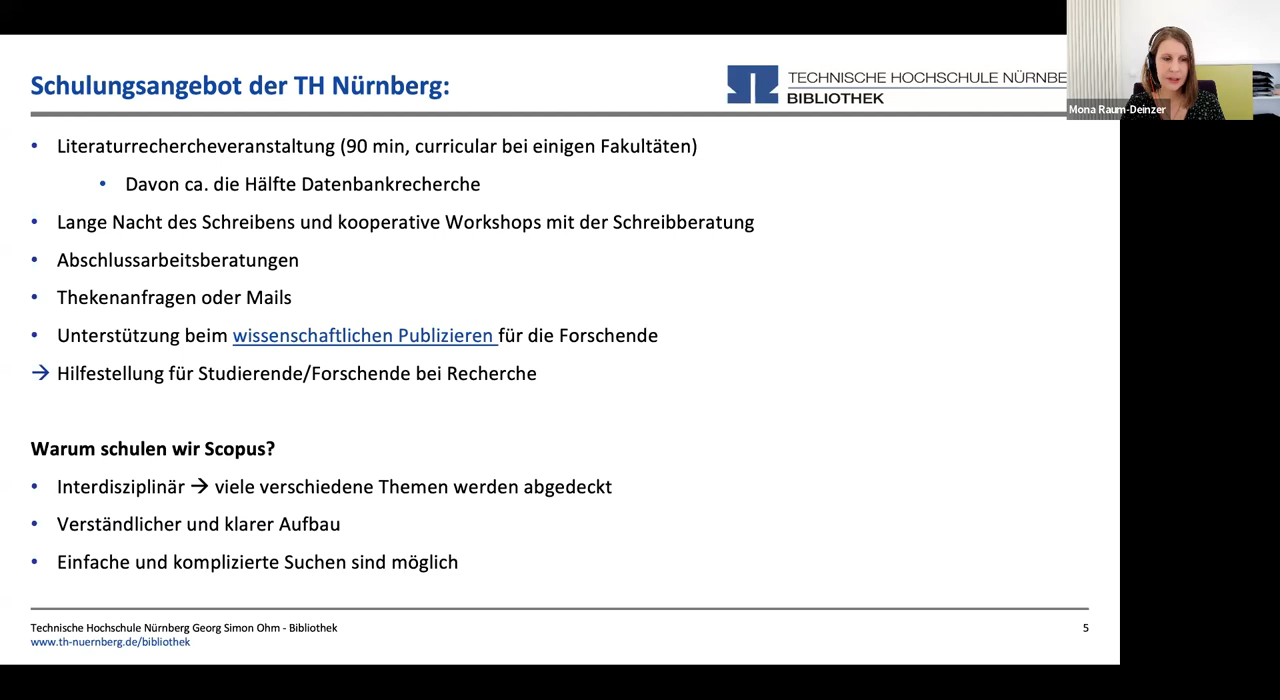 Schulungsangebot der TH Nürnberg:
TECHNISCHE HOCHSCHULE NÜRNBE
BIBLIOTHEK
Mona Raum-Deinzer
• Literaturrechercheveranstaltung (90 min, curricular bei einigen Fakultäten)
• Davon ca. die Hälfte Datenbankrecherche
• Lange Nacht des Schreibens und kooperative Workshops mit der Schreibberatung
• Abschlussarbeitsberatungen
• Thekenanfragen oder Mails
• Unterstützung beim wissenschaftlichen Publizieren für die Forschende
→ Hilfestellung für Studierende/Forschende bei Recherche
Warum schulen wir Scopus?
• Interdisziplinär → viele verschiedene Themen werden abgedeckt
• Verständlicher und klarer Aufbau
• Einfache und komplizierte Suchen sind möglich
Technische Hochschule Nürnberg Georg Simon Ohm - Bibliothek
www.th-nuernberg.de/bibliothek
5